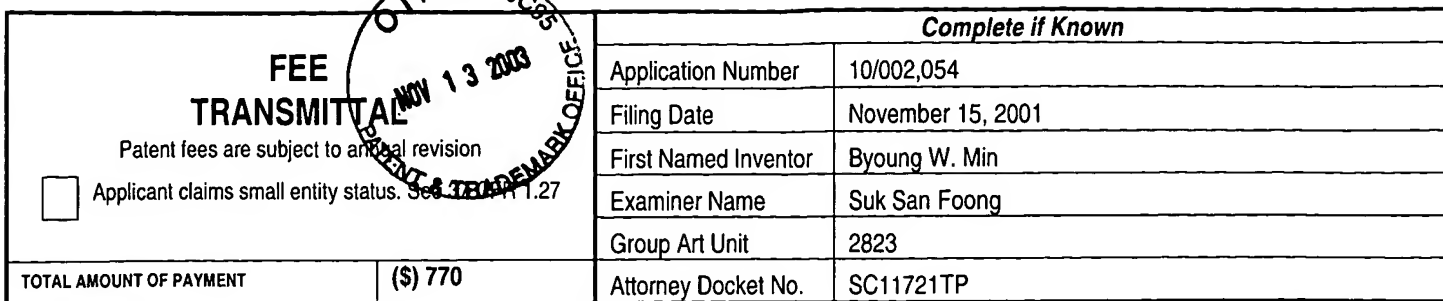 FEE
TRANSMITTAL
Patent fees are subject to annual revision
Applicant claims small entity status. See 37 CFR 1.27
TOTAL AMOUNT OF PAYMENT ($) 770
NOV 13 2003
PATENT & TRADEMARK OFFICE
Complete if Known
Application Number 10/002,054
Filing Date November 15, 2001
First Named Inventor Byoung W. Min
Examiner Name Suk San Foong
Group Art Unit 2823
Attorney Docket No. SC11721TP